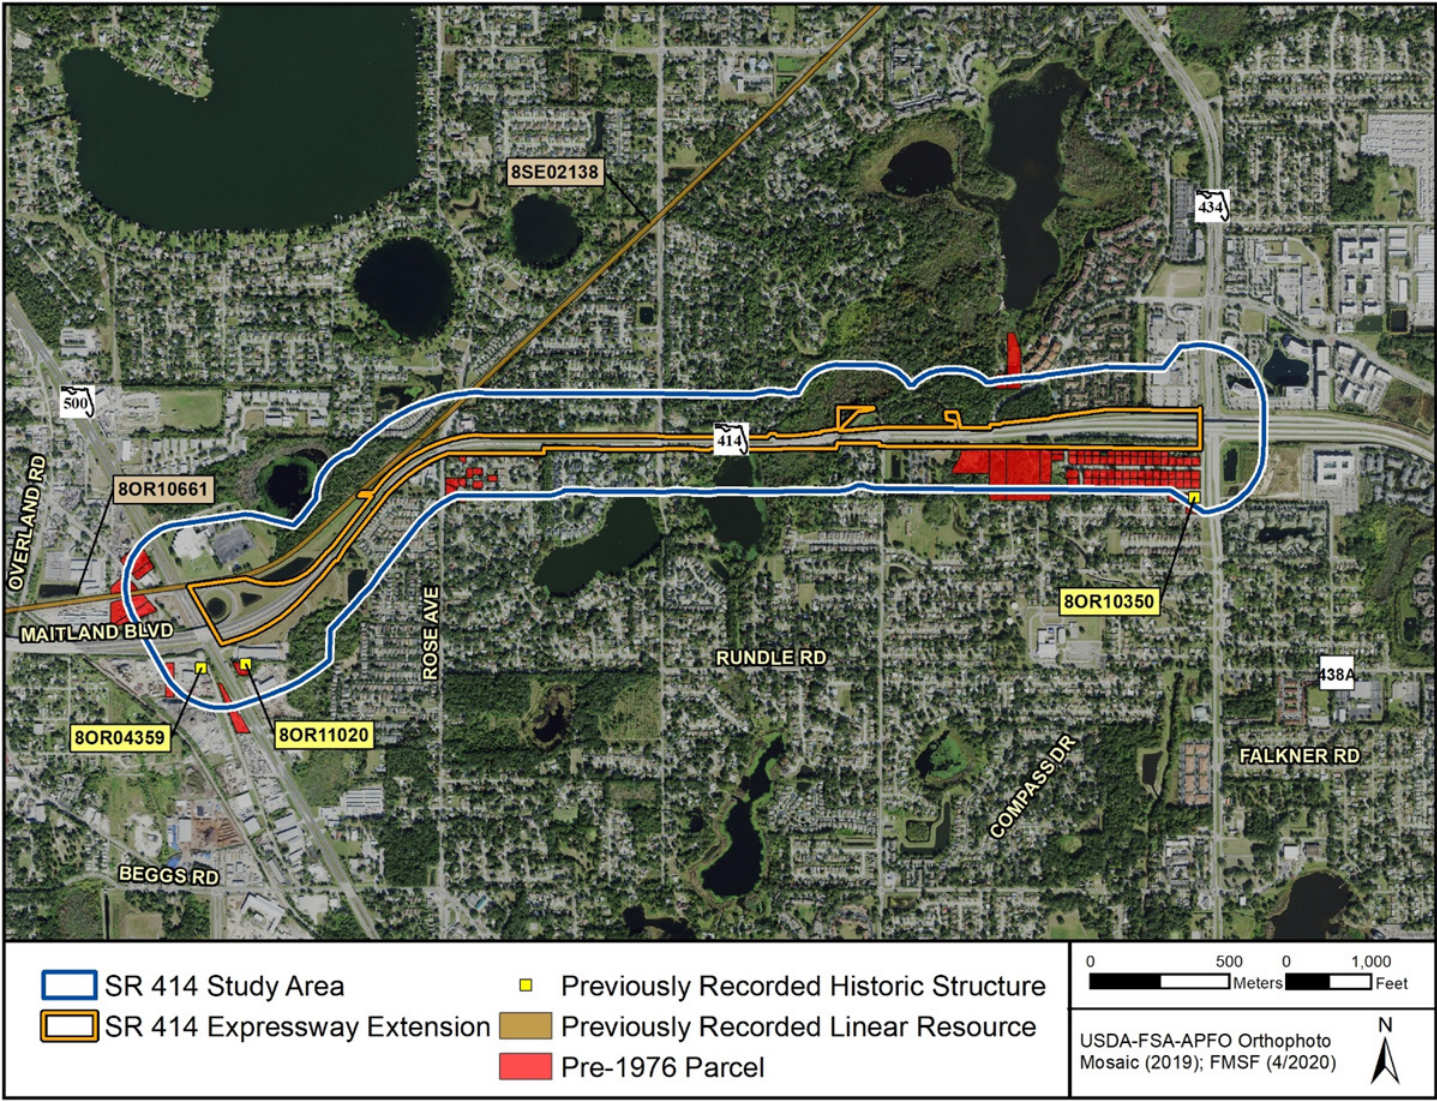 8SE02138
434
500
414
OVERLAND RD
8OR10661
MAITLAND BLVD
ROSE AVE
8OR10350
RUNDLE RD
438A
8OR04359
8OR11020
FALKNER RD
COMPASS DR
BEGGS RD
SR 414 Study Area
SR 414 Expressway Extension
Previously Recorded Historic Structure
Previously Recorded Linear Resource
Pre-1976 Parcel
0 500 Meters
0 1,000 Feet
USDA-FSA-APFO Orthophoto
Mosaic (2019); FMSF (4/2020)
N